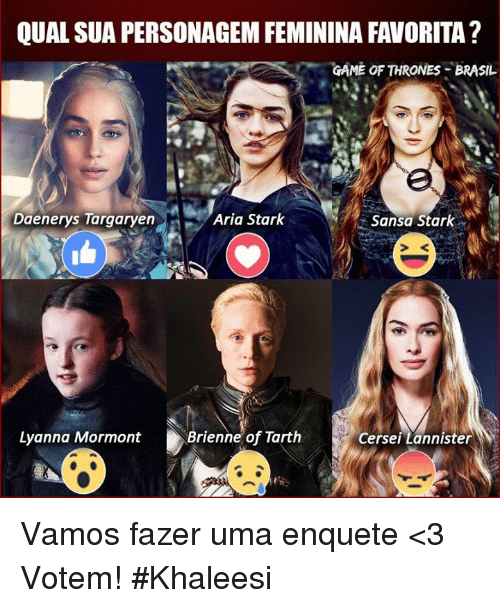 QUAL SUA PERSONAGEM FEMININA FAVORITA?
GAME OF THRONES - BRASIL
Daenerys Targaryen
Aria Stark
Sansa Stark
Lyanna Mormont
Brienne of Tarth
Cersei Lannister
Vamos fazer uma enquete <3
Votem! #Khaleesi